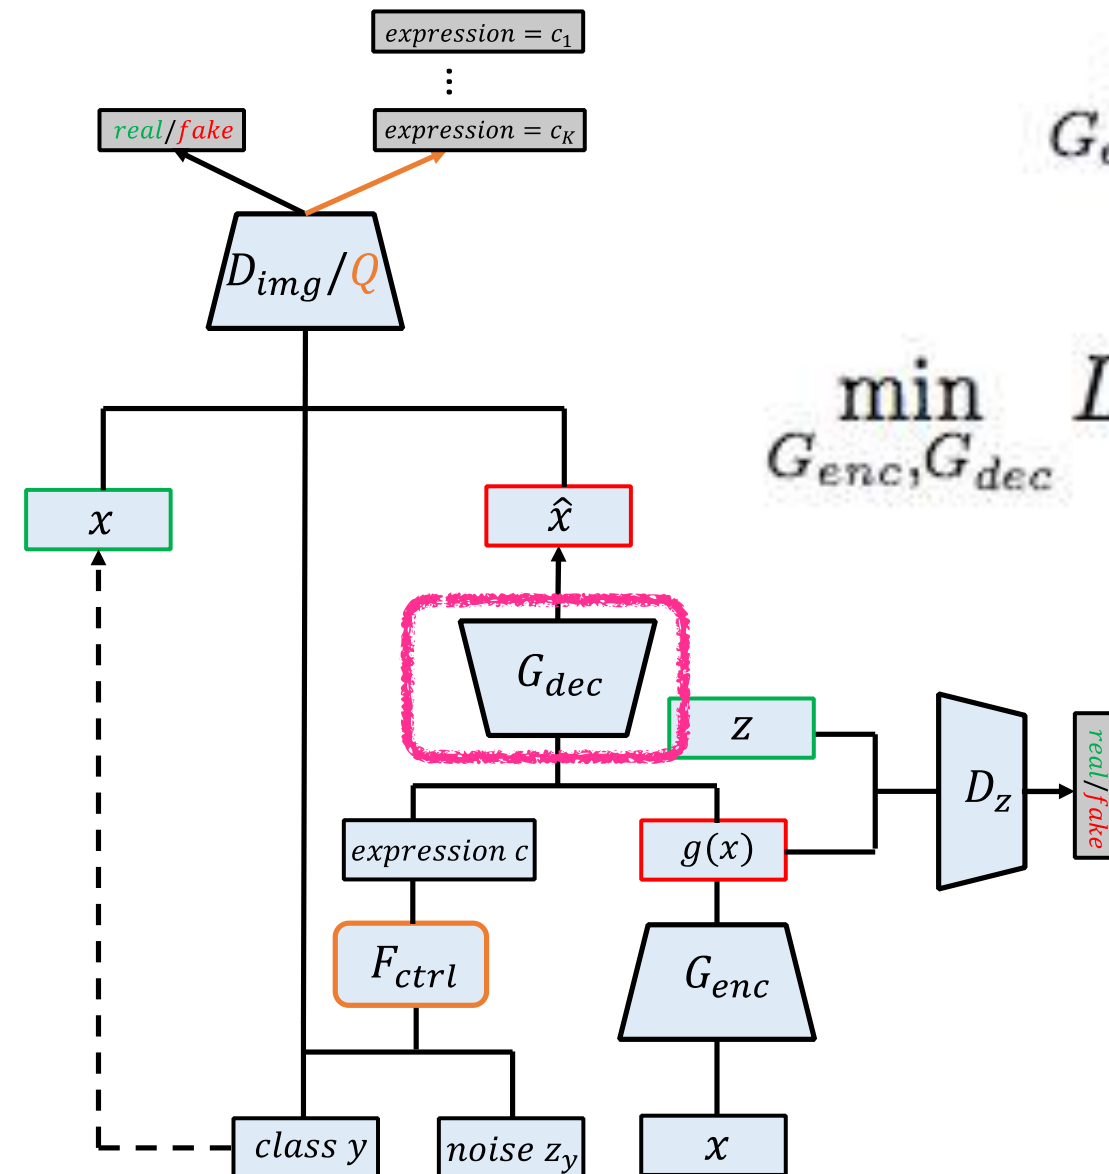 expression = c₁
⋮
real/fake
expression = c_K
D_img/Q
G
min
G_enc,G_dec
x
x̂
G_dec
z
D_z
real/fake
expression c
g(x)
F_ctrl
G_enc
class y
noise z_y
x